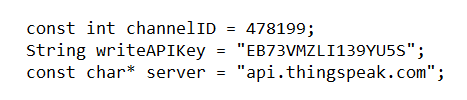 const int channelID = 478199;
String writeAPIKey = "EB73VMZLI139YU5S";
const char* server = "api.thingspeak.com";